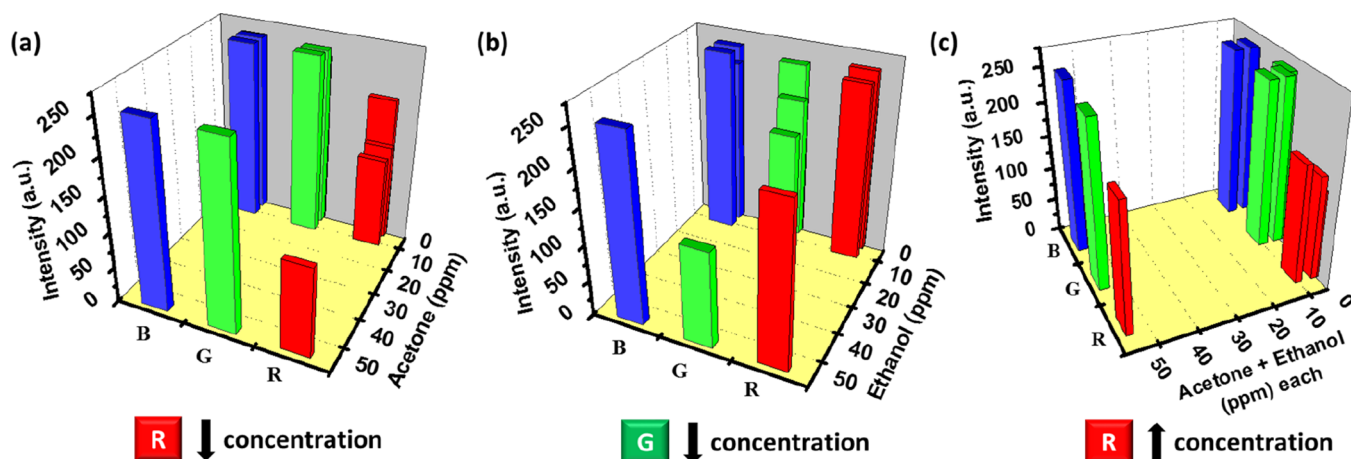 (a)
Intensity (a.u.)
250
200
150
100
50
0
B
G
R
0
10
20
30
40
50
Acetone (ppm)
R
concentration
(b)
Intensity (a.u.)
250
200
150
100
50
0
B
G
R
0
10
20
30
40
50
Ethanol (ppm)
G
concentration
(c)
Intensity (a.u.)
250
200
150
100
50
0
B
G
R
50
40
30
20
10
0
Acetone + Ethanol
(ppm) each
R
concentration